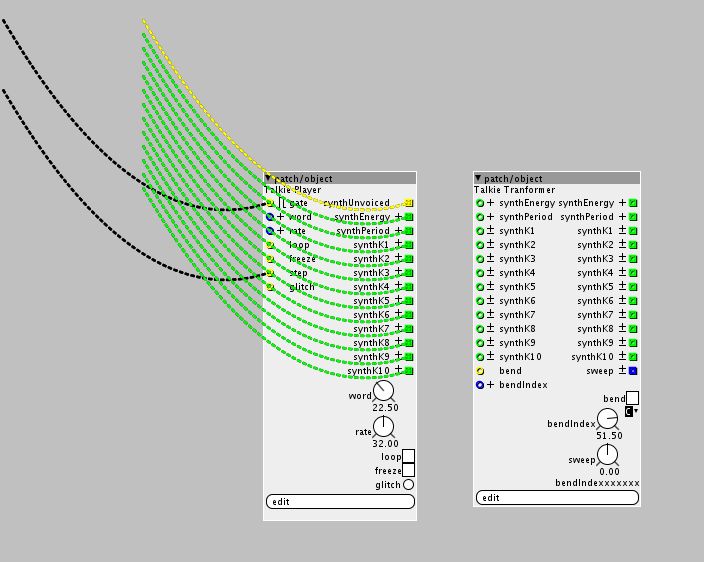 patch/object
Talkie Player
gate synthUnvoiced
word synthEnergy +
rate synthPeriod ±
loop synthK1 ±
freeze synthK2 ±
step synthK3 ±
glitch synthK4 ±
synthK5 ±
synthK6 ±
synthK7 ±
synthK8 ±
synthK9 ±
synthK10 ±
word
22.50
rate
32.00
loop
freeze
glitch
edit
patch/object
Talkie Tranformer
+ synthEnergy synthEnergy +
+ synthPeriod synthPeriod ±
± synthK1 synthK1 ±
± synthK2 synthK2 ±
± synthK3 synthK3 ±
± synthK4 synthK4 ±
± synthK5 synthK5 ±
± synthK6 synthK6 ±
± synthK7 synthK7 ±
± synthK8 synthK8 ±
± synthK9 synthK9 ±
± synthK10 synthK10 ±
bend sweep ±
+ bendIndex
bend
C
bendIndex
51.50
sweep
0.00
bendIndexxxxxxxx
edit